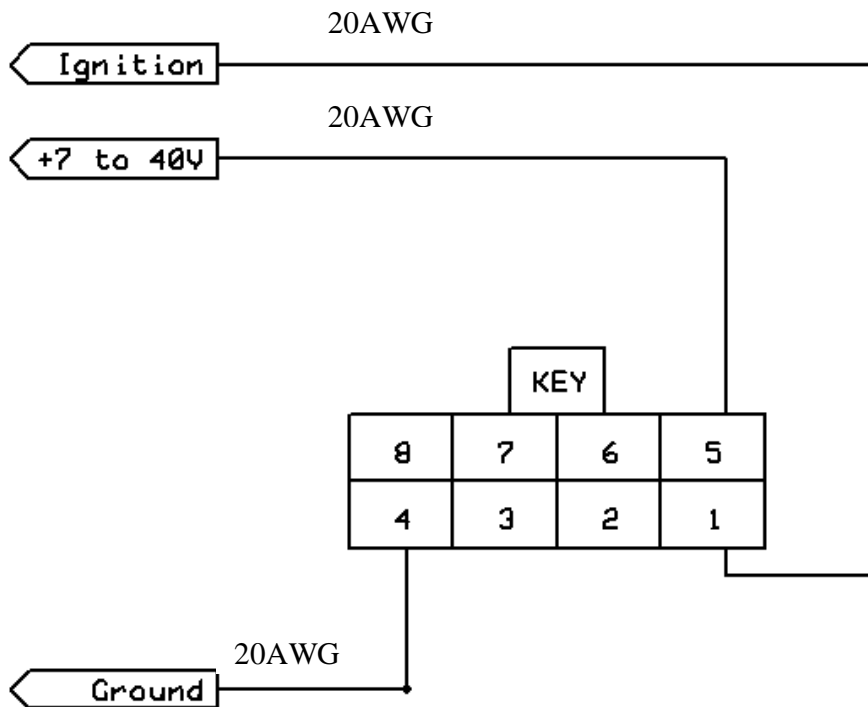 20AWG
Ignition
20AWG
+7 to 40V
KEY
8 7 6 5
4 3 2 1
20AWG
Ground